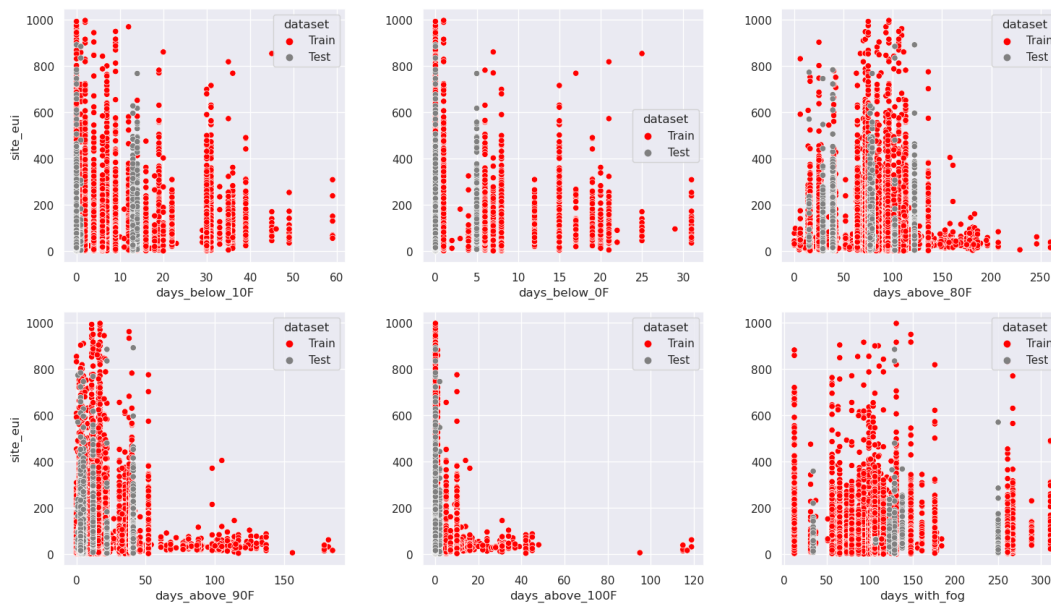 1000
800
600
400
200
0
site_eui
0
10
20
30
40
50
59
60
days_below_10F
dataset
Train
Test
1000
800
600
400
200
0
0
5
10
15
20
25
30
days_below_0F
dataset
Train
Test
1000
800
600
400
200
0
0
50
100
150
200
250
days_above_80F
dataset
Train
Test
1000
800
600
400
200
0
site_eui
0
50
100
150
days_above_90F
dataset
Train
Test
1000
800
600
400
200
0
0
20
40
60
80
100
120
days_above_100F
dataset
Train
Test
1000
800
600
400
200
0
0
50
100
150
200
250
300
days_with_fog
dataset
Train
Test